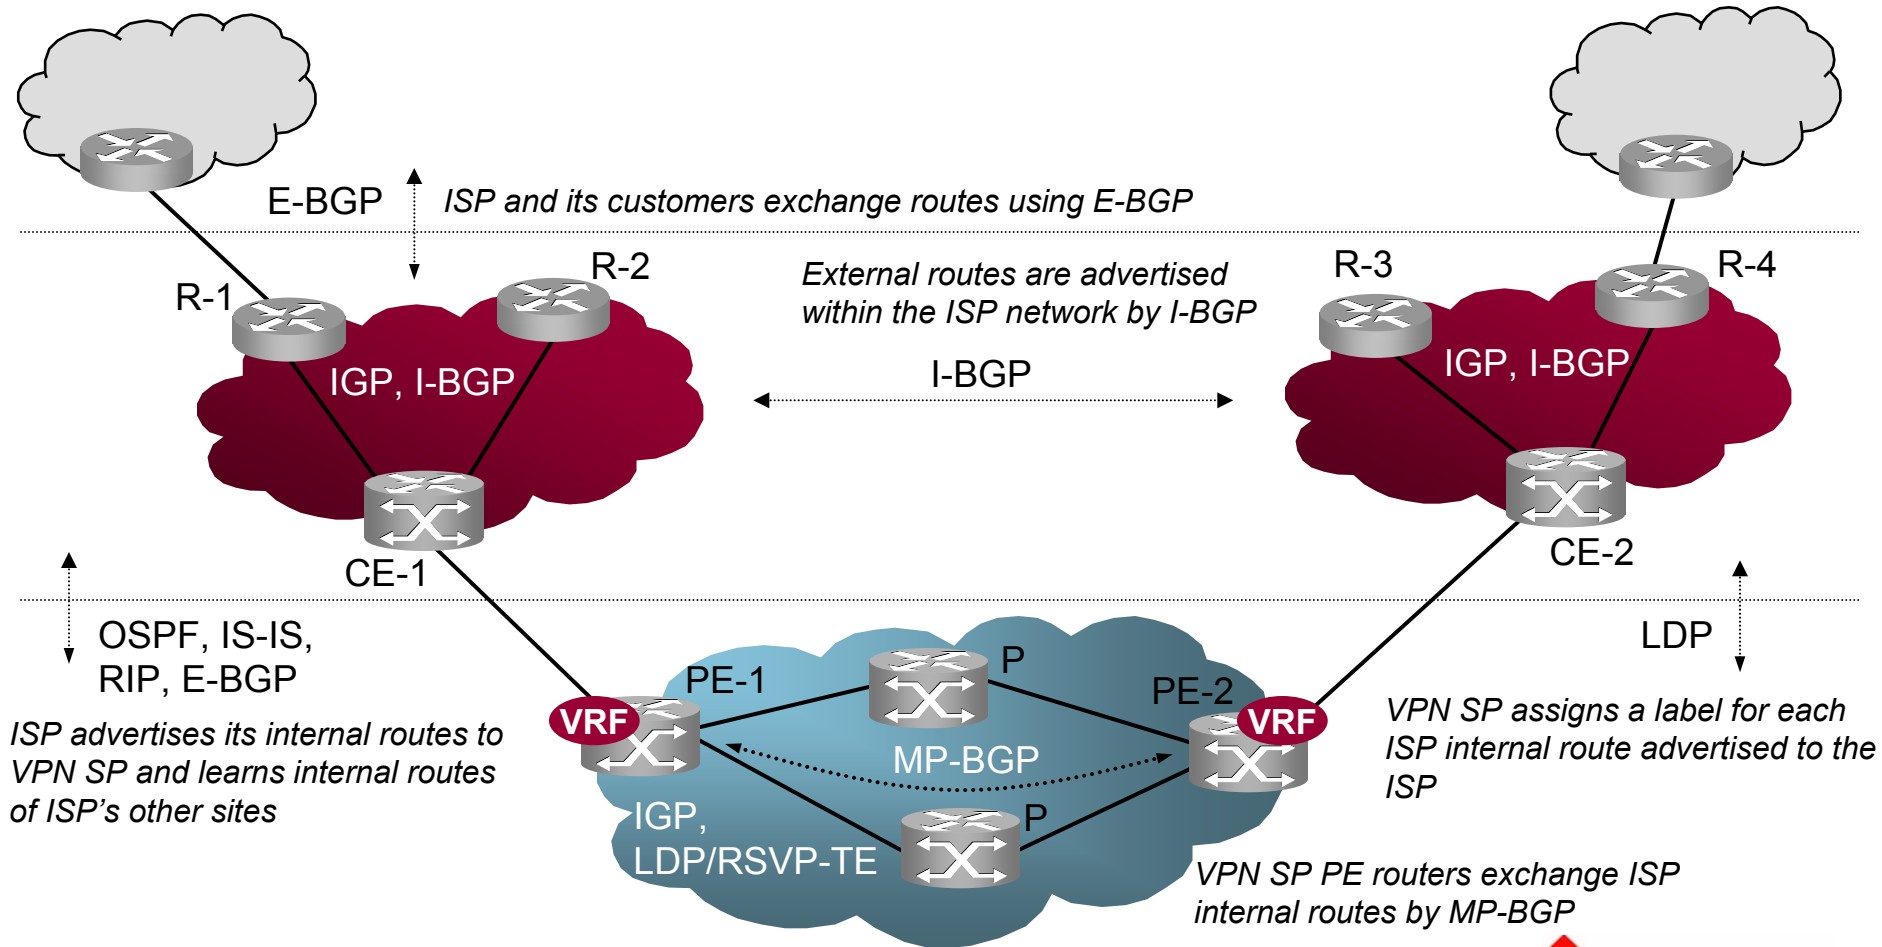 E-BGP
ISP and its customers exchange routes using E-BGP
R-1
R-2
External routes are advertised
within the ISP network by I-BGP
R-3
R-4
IGP, I-BGP
I-BGP
IGP, I-BGP
CE-1
CE-2
OSPF, IS-IS,
RIP, E-BGP
LDP
ISP advertises its internal routes to
VPN SP and learns internal routes
of ISP's other sites
VRF
PE-1
P
PE-2
VRF
MP-BGP
P
IGP,
LDP/RSVP-TE
VPN SP assigns a label for each
ISP internal route advertised to the
ISP
VPN SP PE routers exchange ISP
internal routes by MP-BGP